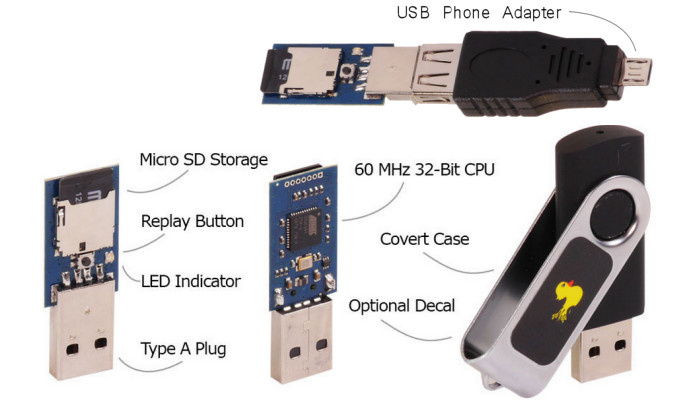 USB Phone Adapter
Micro SD Storage
60 MHz 32-Bit CPU
Replay Button
Covert Case
LED Indicator
Optional Decal
Type A Plug